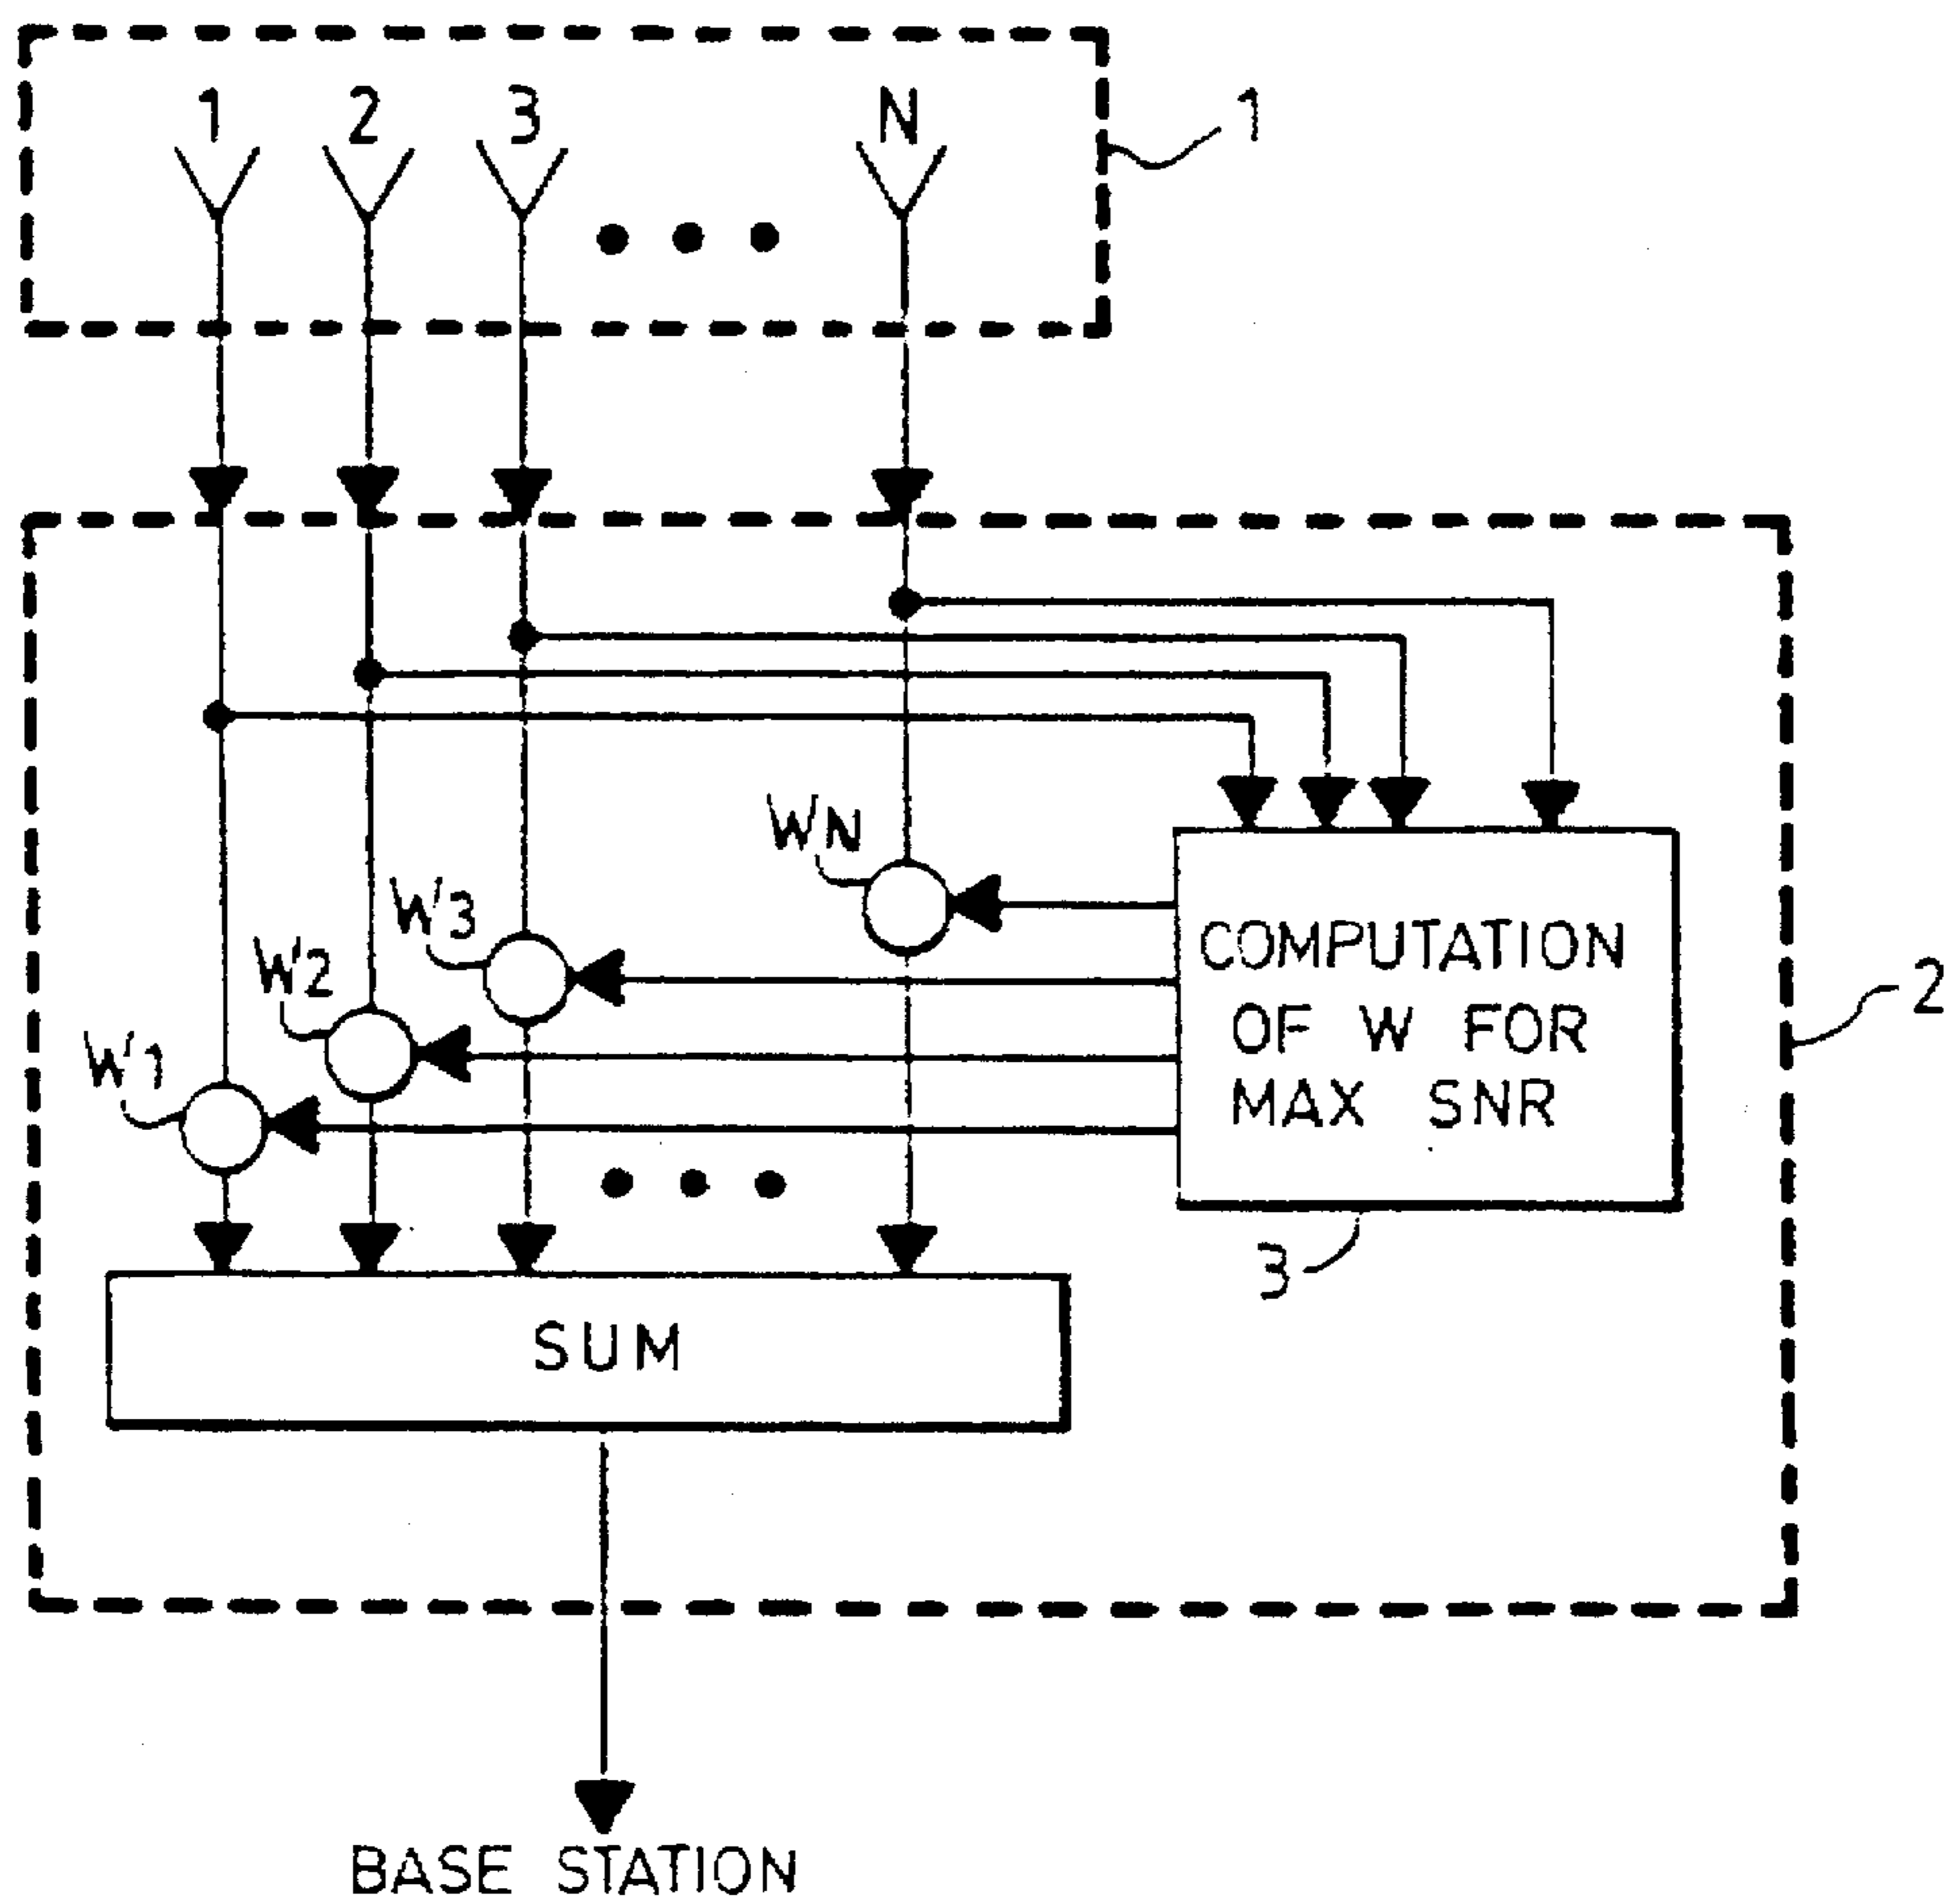 1 2 3 N
1
WN
W3
W2
W1
COMPUTATION
OF W FOR
MAX SNR
2
3
SUM
BASE STATION